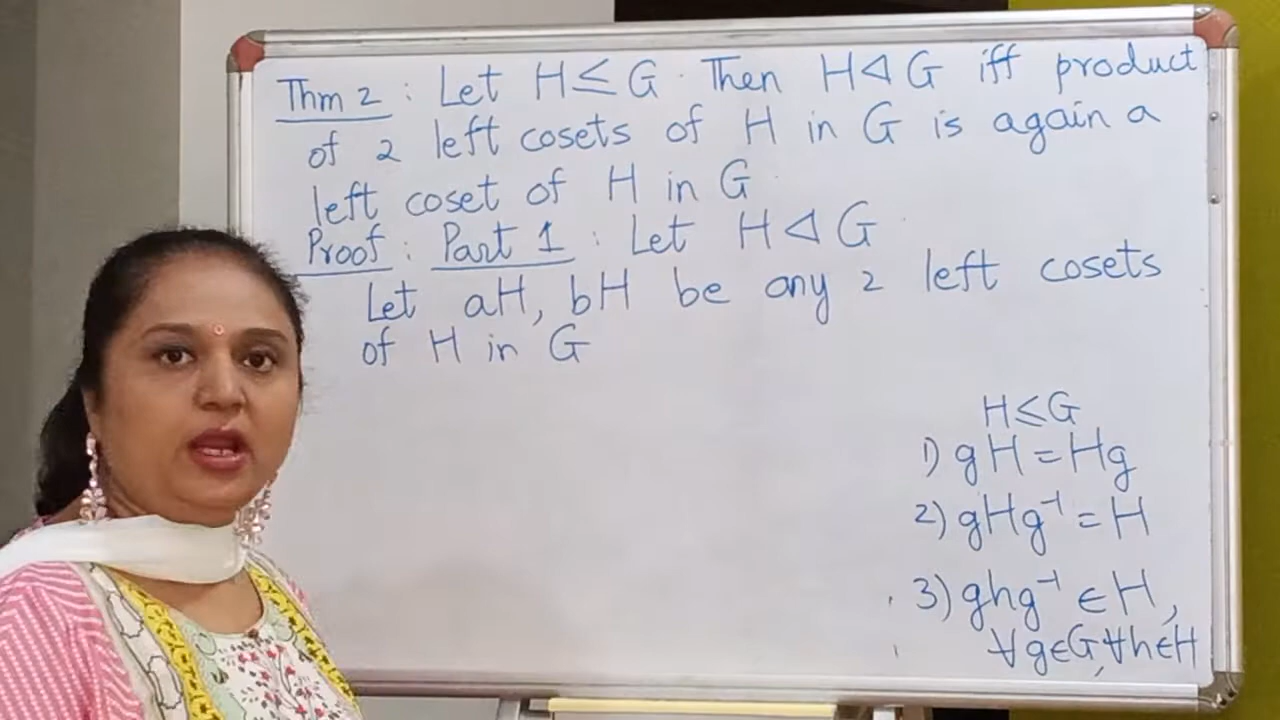 Thm 2 : Let H ≤ G. Then H ⊲ G iff product
of 2 left cosets of H in G is again a
left coset of H in G.
Proof : Part 1 : Let H ⊲ G.
Let aH, bH be any 2 left cosets
of H in G
H ≤ G
1) gH = Hg
2) gHg⁻¹ = H
3) ghg⁻¹ ∈ H,
∀g∈G, ∀h∈H